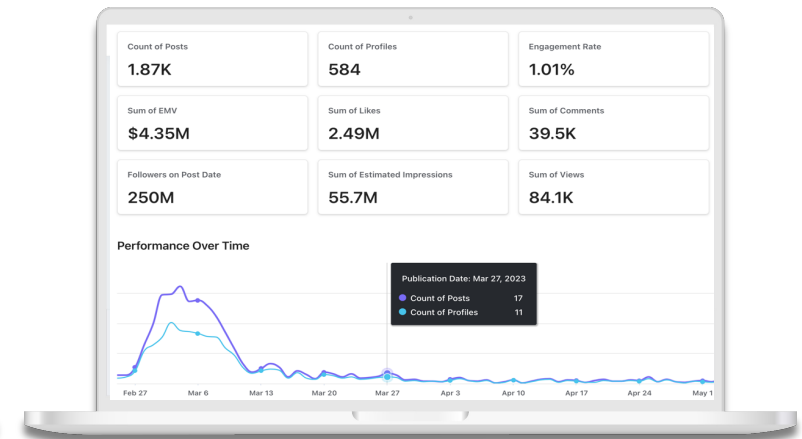 Count of Posts
1.87K
Count of Profiles
584
Engagement Rate
1.01%
Sum of EMV
$4.35M
Sum of Likes
2.49M
Sum of Comments
39.5K
Followers on Post Date
250M
Sum of Estimated Impressions
55.7M
Sum of Views
84.1K
Performance Over Time
Publication Date: Mar 27, 2023
Count of Posts 17
Count of Profiles 11
Feb 27 Mar 6 Mar 13 Mar 20 Mar 27 Apr 3 Apr 10 Apr 17 Apr 24 May 1